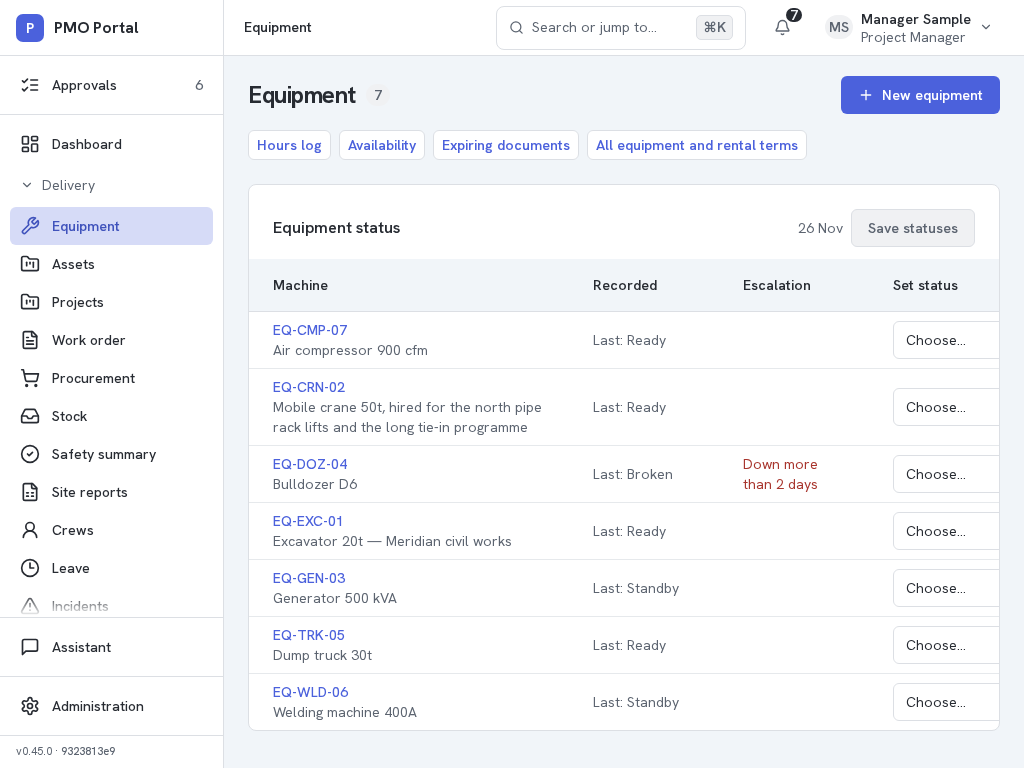 P PMO Portal
Equipment
Search or jump to... ⌘K
7
MS
Manager Sample
Project Manager
Approvals 6
Dashboard
Delivery
Equipment
Assets
Projects
Work order
Procurement
Stock
Safety summary
Site reports
Crews
Leave
Incidents
Assistant
Administration
v0.45.0 · 9323813e9
Equipment 7
New equipment
Hours log Availability Expiring documents All equipment and rental terms
Equipment status 26 Nov Save statuses
Machine Recorded Escalation Set status
EQ-CMP-07
Air compressor 900 cfm
Last: Ready Choose...
EQ-CRN-02
Mobile crane 50t, hired for the north pipe
rack lifts and the long tie-in programme
Last: Ready Choose...
EQ-DOZ-04
Bulldozer D6
Last: Broken
Down more
than 2 days
Choose...
EQ-EXC-01
Excavator 20t — Meridian civil works
Last: Ready Choose...
EQ-GEN-03
Generator 500 kVA
Last: Standby Choose...
EQ-TRK-05
Dump truck 30t
Last: Ready Choose...
EQ-WLD-06
Welding machine 400A
Last: Standby Choose...